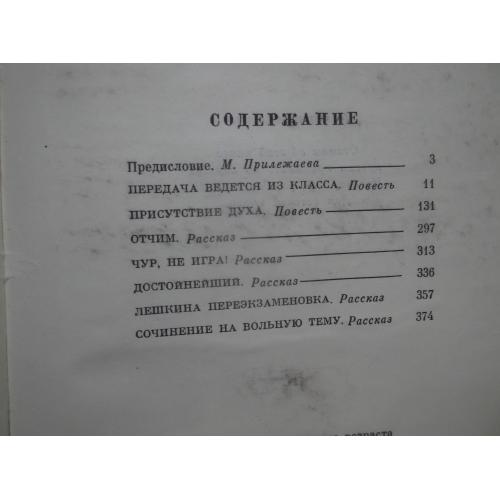 СОДЕРЖАНИЕ
Предисловие. М. Прилежаева 3
ПЕРЕДАЧА ВЕДЕТСЯ ИЗ КЛАССА. Повесть 11
ПРИСУТСТВИЕ ДУХА. Повесть 131
ОТЧИМ. Рассказ 297
ЧУР, НЕ ИГРА! Рассказ 313
ДОСТОЙНЕЙШИЙ. Рассказ 336
ЛЕШКИНА ПЕРЕЭКЗАМЕНОВКА. Рассказ 357
СОЧИНЕНИЕ НА ВОЛЬНУЮ ТЕМУ. Рассказ 374
возраста